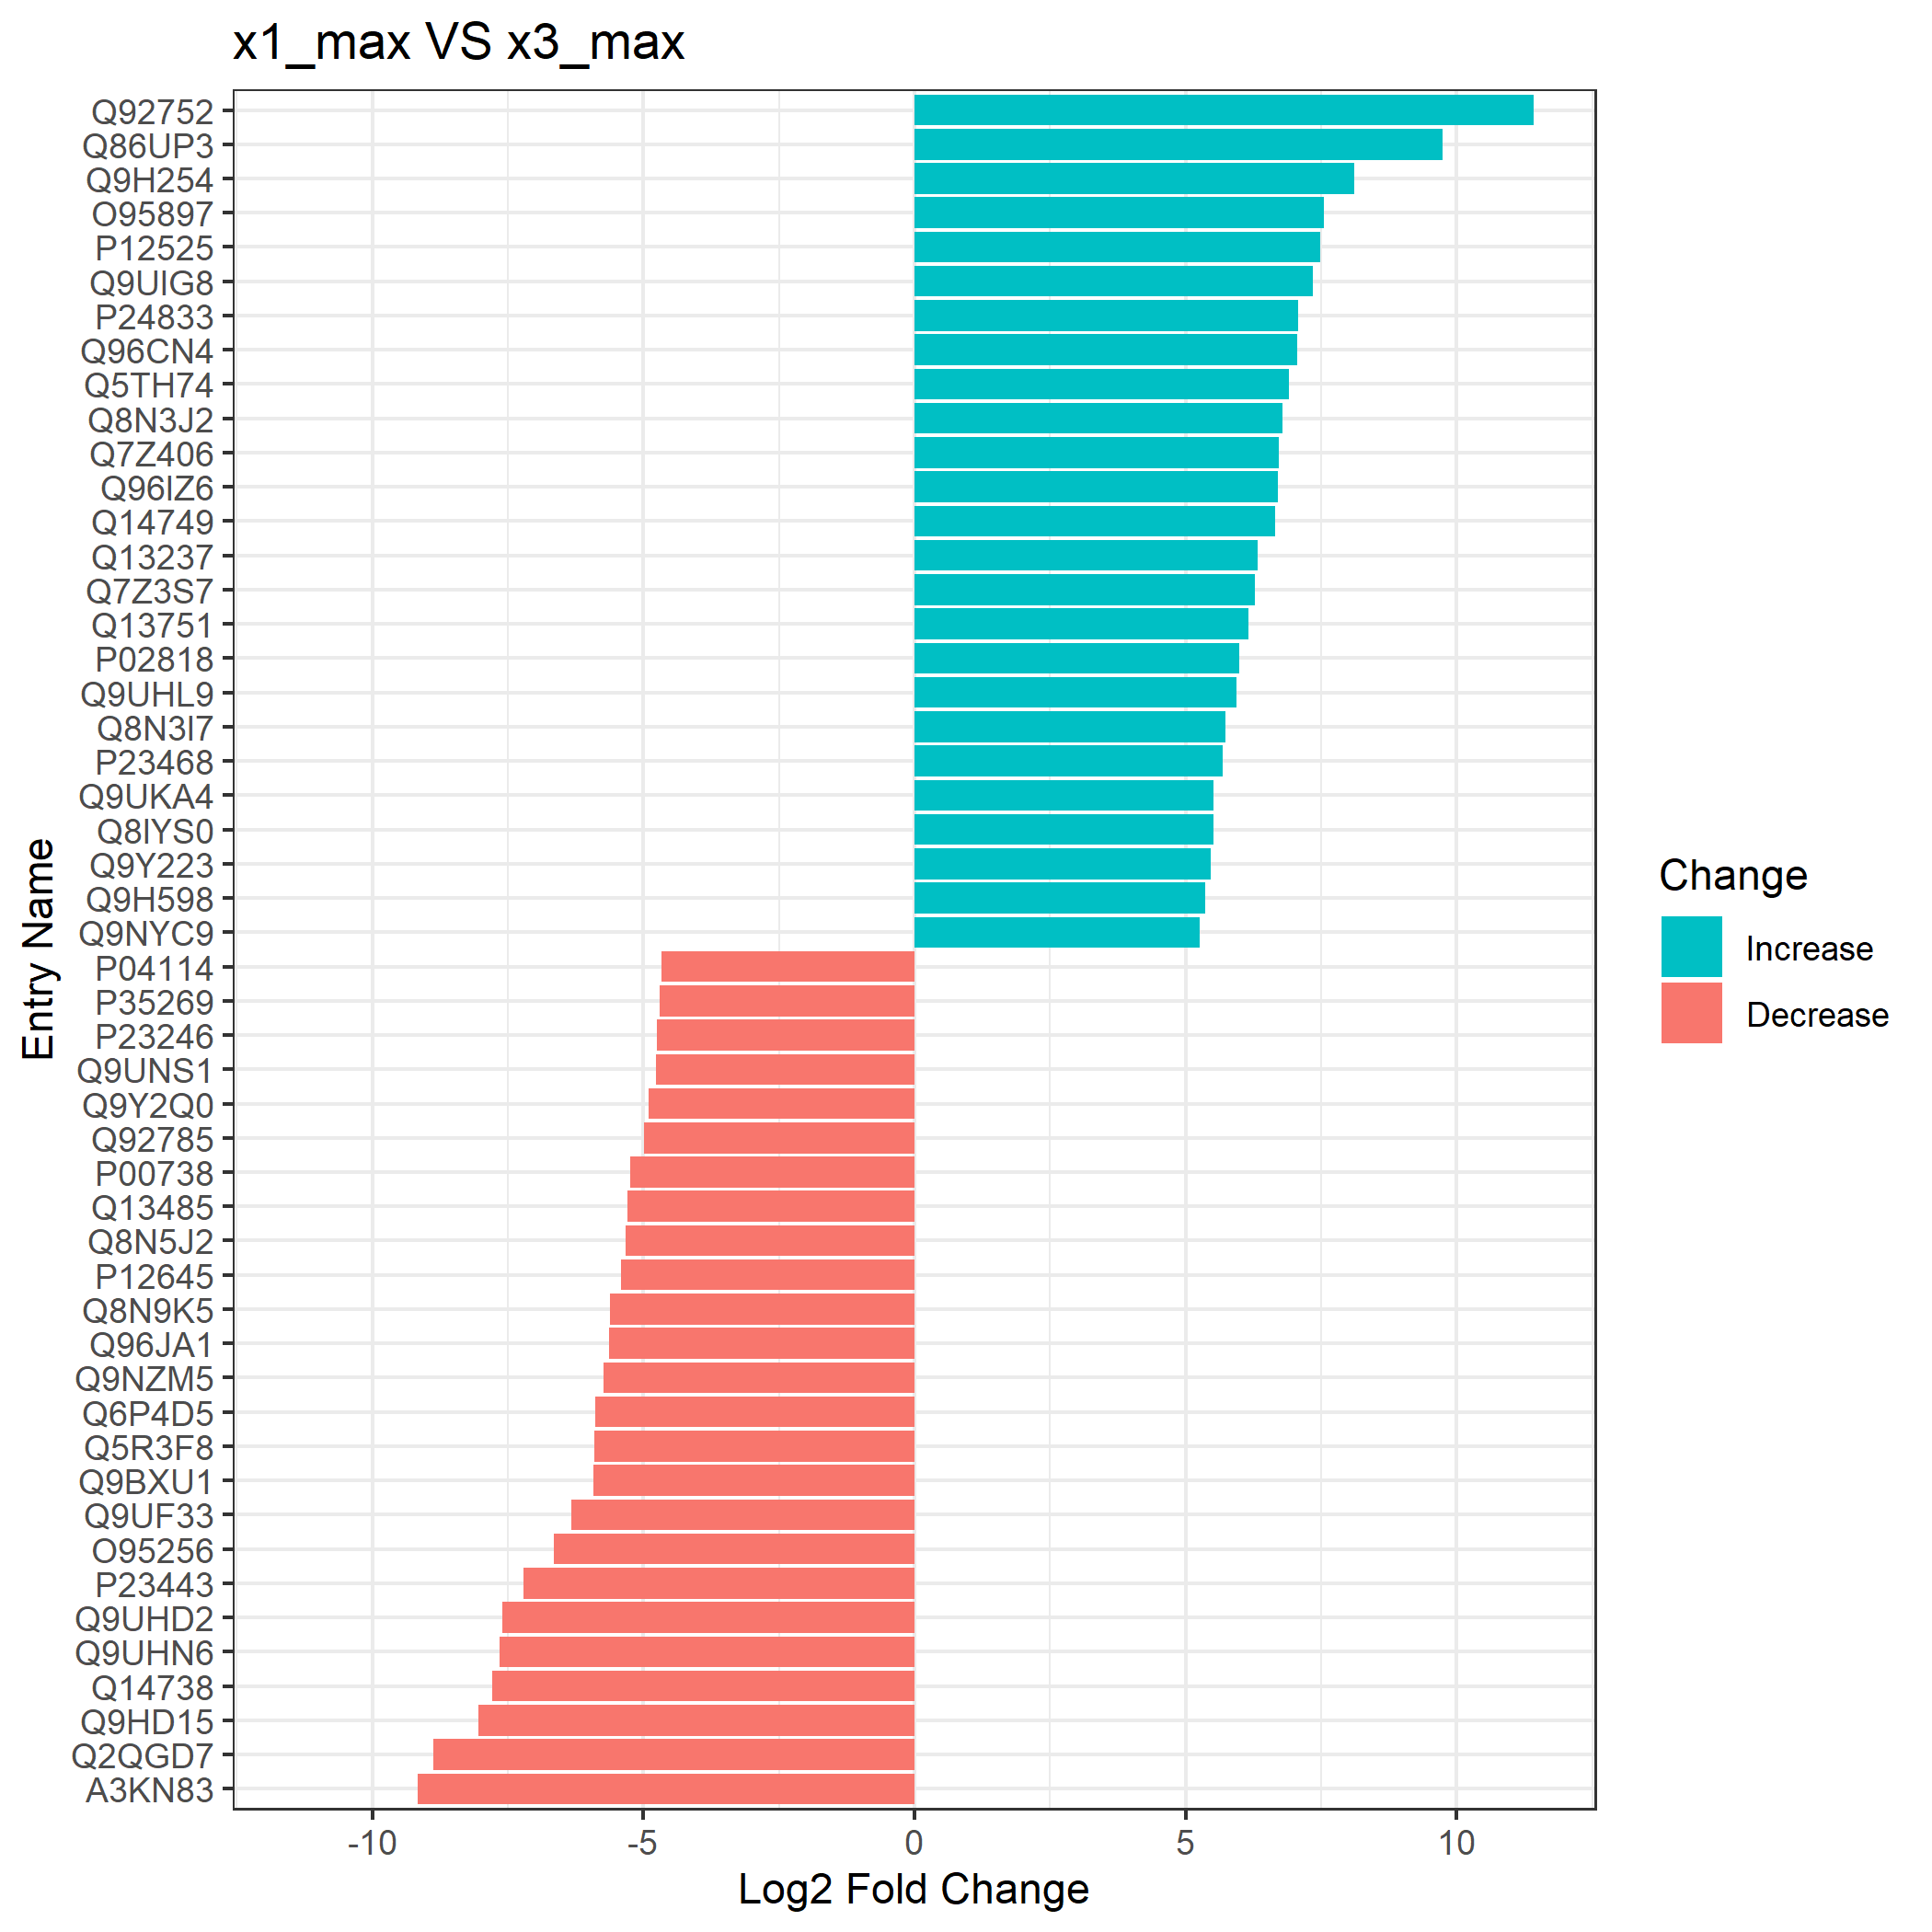 x1_max VS x3_max
Q92752
Q86UP3
Q9H254
O95897
P12525
Q9UIG8
P24833
Q96CN4
Q5TH74
Q8N3J2
Q7Z406
Q96IZ6
Q14749
Q13237
Q7Z3S7
Q13751
P02818
Q9UHL9
Q8N3I7
P23468
Q9UKA4
Q8IYS0
Q9Y223
Q9H598
Q9NYC9
P04114
P35269
P23246
Q9UNS1
Q9Y2Q0
Q92785
P00738
Q13485
Q8N5J2
P12645
Q8N9K5
Q96JA1
Q9NZM5
Q6P4D5
Q5R3F8
Q9BXU1
Q9UF33
O95256
P23443
Q9UHD2
Q9UHN6
Q14738
Q9HD15
Q2QGD7
A3KN83
Entry Name
-10 -5 0 5 10
Log2 Fold Change
Change
Increase
Decrease